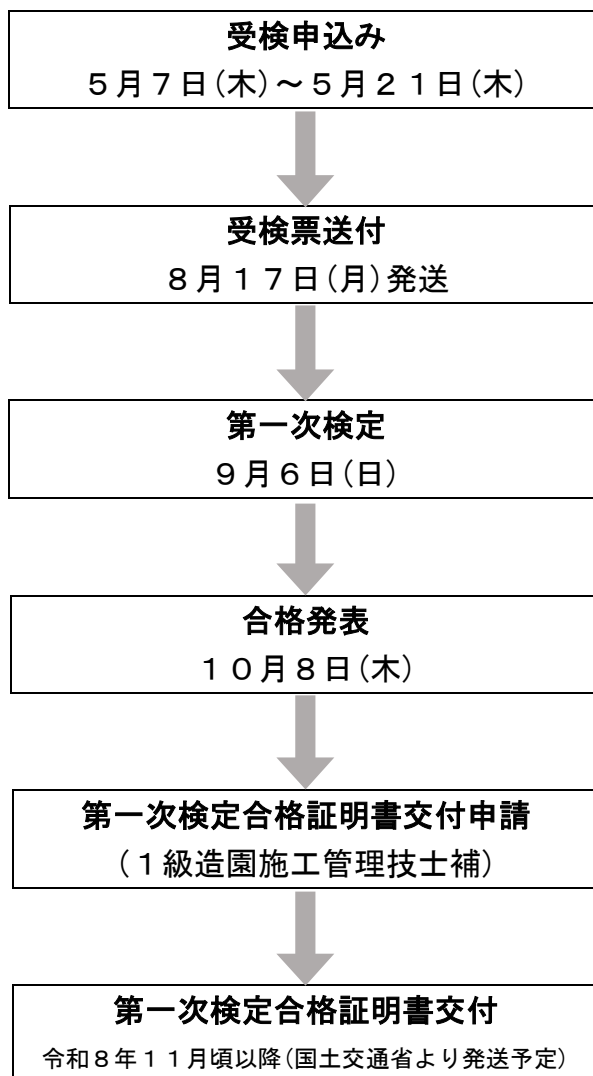 受検申込み
５月７日(木)～５月２１日(木)
受検票送付
８月１７日(月)発送
第一次検定
９月６日(日)
合格発表
１０月８日(木)
第一次検定合格証明書交付申請
(１級造園施工管理技士補)
第一次検定合格証明書交付
令和８年１１月頃以降(国土交通省より発送予定)